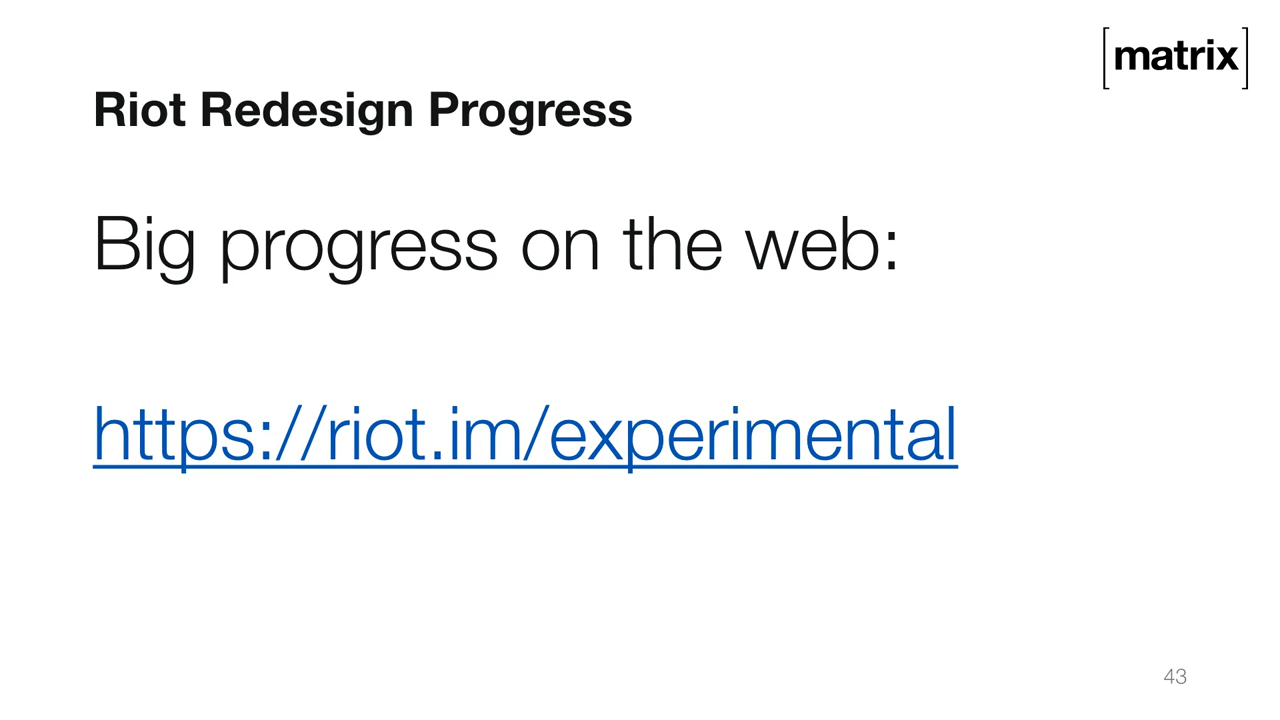 [matrix]
Riot Redesign Progress
Big progress on the web:
https://riot.im/experimental
43